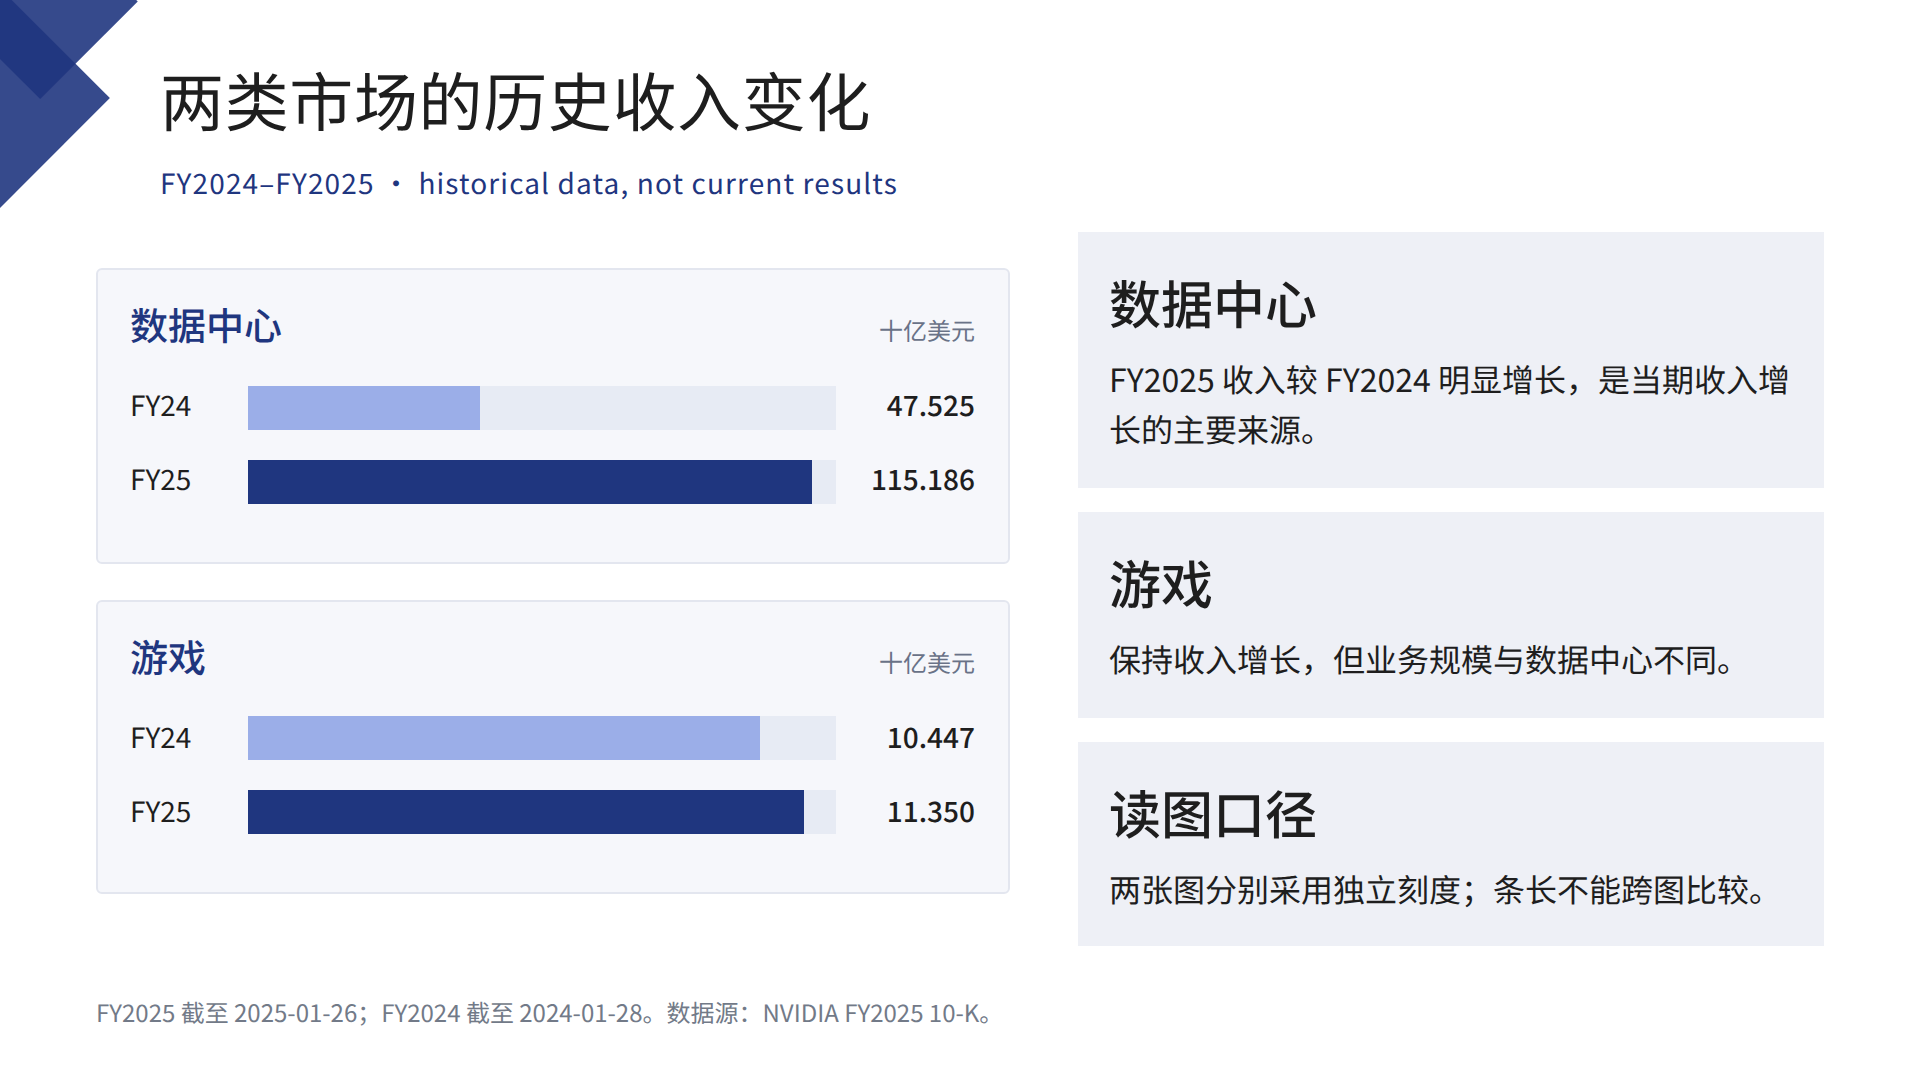 两类市场的历史收入变化
FY2024–FY2025 · historical data, not current results
数据中心
十亿美元
FY24
47.525
FY25
115.186
游戏
十亿美元
FY24
10.447
FY25
11.350
数据中心
FY2025 收入较 FY2024 明显增长，是当期收入增
长的主要来源。
游戏
保持收入增长，但业务规模与数据中心不同。
读图口径
两张图分别采用独立刻度；条长不能跨图比较。
FY2025 截至 2025-01-26；FY2024 截至 2024-01-28。数据源：NVIDIA FY2025 10-K。